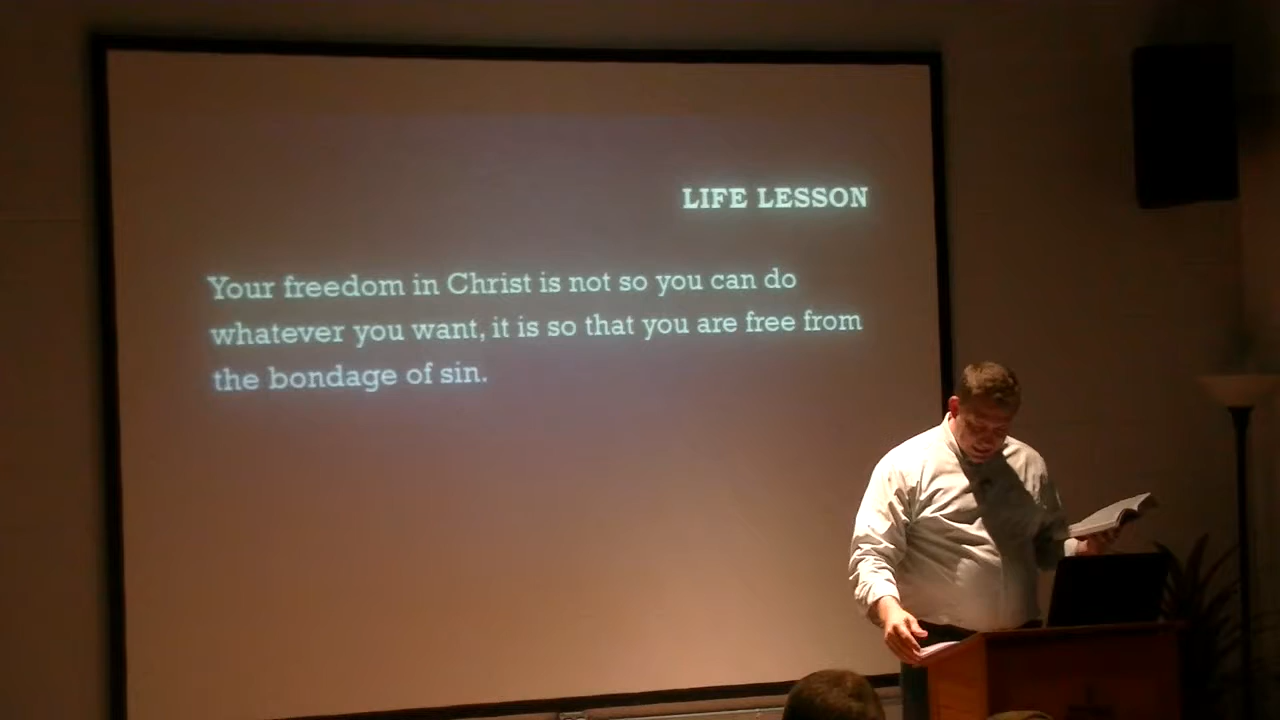 LIFE LESSON
Your freedom in Christ is not so you can do
whatever you want, it is so that you are free from
the bondage of sin.